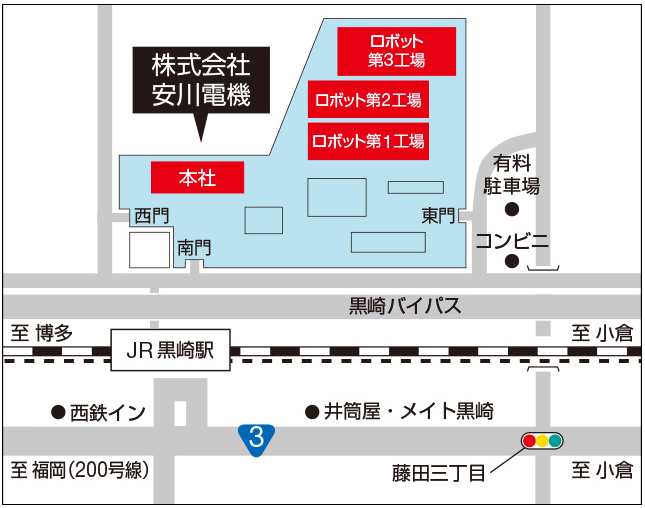 株式会社
安川電機
ロボット
第3工場
ロボット第2工場
ロボット第1工場
本社
有料
駐車場
西門
東門
南門
コンビニ
黒崎バイパス
至 博多
至 小倉
JR黒崎駅
西鉄イン
井筒屋・メイト黒崎
3
至 福岡(200号線)
藤田三丁目
至 小倉